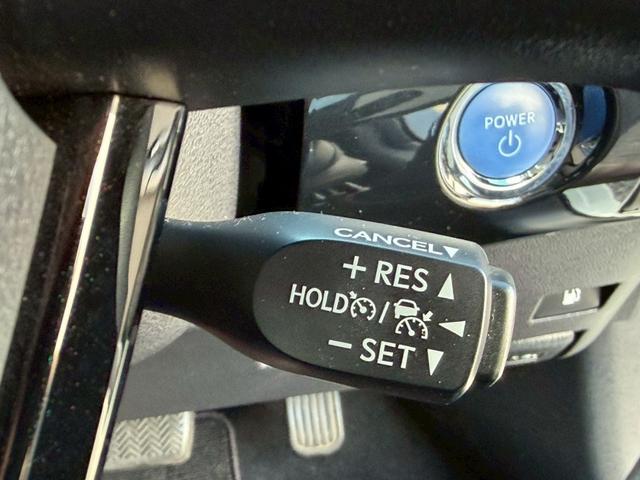 POWER
CANCEL▼
+ RES ▲
HOLD / ◄
− SET ▼